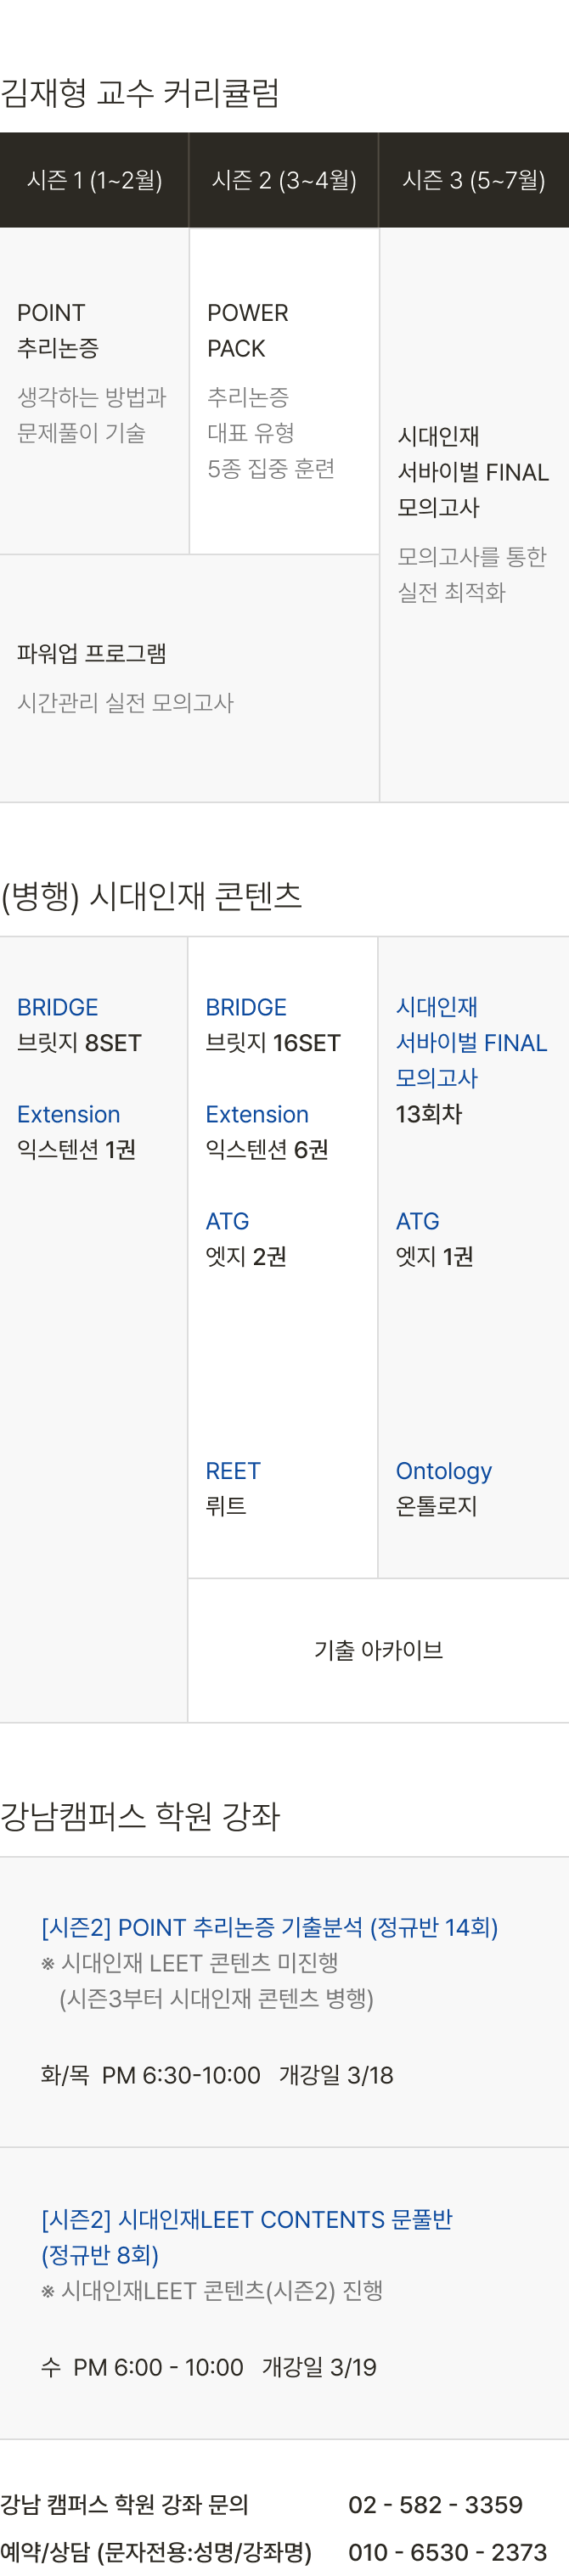 김재형 교수 커리큘럼
시즌 1 (1~2월)
시즌 2 (3~4월)
시즌 3 (5~7월)
POINT
추리논증
생각하는 방법과
문제풀이 기술
POWER
PACK
추리논증
대표 유형
5종 집중 훈련
시대인재
서바이벌 FINAL
모의고사
모의고사를 통한
실전 최적화
파워업 프로그램
시간관리 실전 모의고사
(병행) 시대인재 콘텐츠
BRIDGE
브릿지 8SET
Extension
익스텐션 1권
BRIDGE
브릿지 16SET
Extension
익스텐션 6권
ATG
엣지 2권
REET
뤼트
시대인재
서바이벌 FINAL
모의고사
13회차
ATG
엣지 1권
Ontology
온톨로지
기출 아카이브
강남캠퍼스 학원 강좌
[시즌2] POINT 추리논증 기출분석 (정규반 14회)
※ 시대인재 LEET 콘텐츠 미진행
(시즌3부터 시대인재 콘텐츠 병행)
화/목 PM 6:30-10:00 개강일 3/18
[시즌2] 시대인재LEET CONTENTS 문풀반
(정규반 8회)
※ 시대인재LEET 콘텐츠(시즌2) 진행
수 PM 6:00 - 10:00 개강일 3/19
강남 캠퍼스 학원 강좌 문의 02 - 582 - 3359
예약/상담 (문자전용:성명/강좌명) 010 - 6530 - 2373